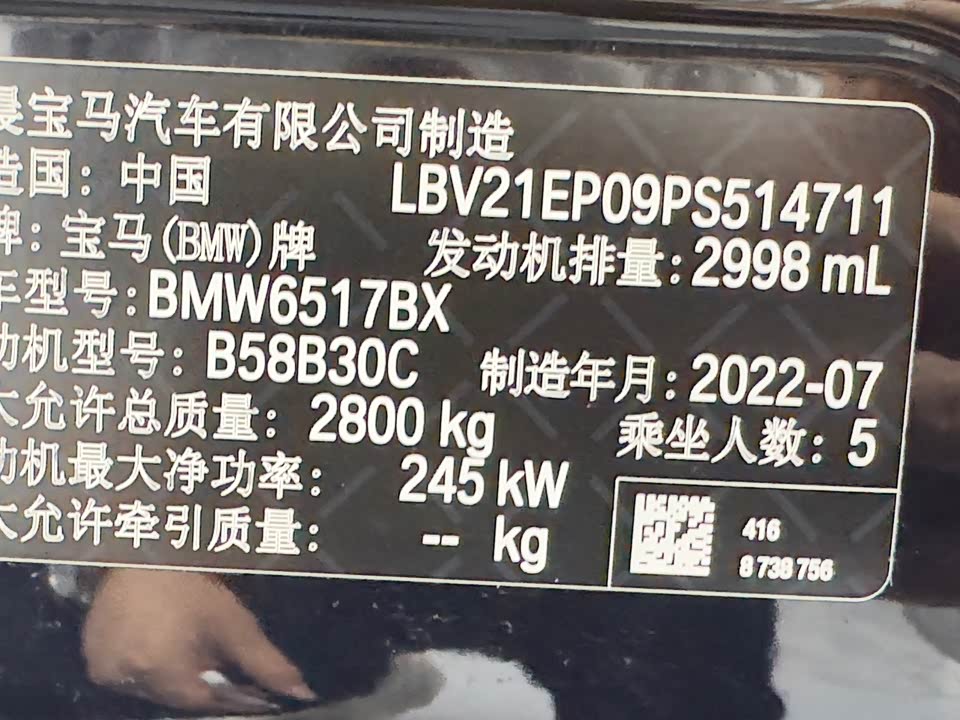 晨宝马汽车有限公司制造
造国：中国 LBV21EP09PS514711
牌：宝马(BMW)牌 发动机排量：2998 mL
车型号：BMW6517BX
动机型号：B58B30C 制造年月：2022-07
大允许总质量：2800 kg 乘坐人数：5
动机最大净功率：245 kW
大允许牵引质量：-- kg
416
8 738 756